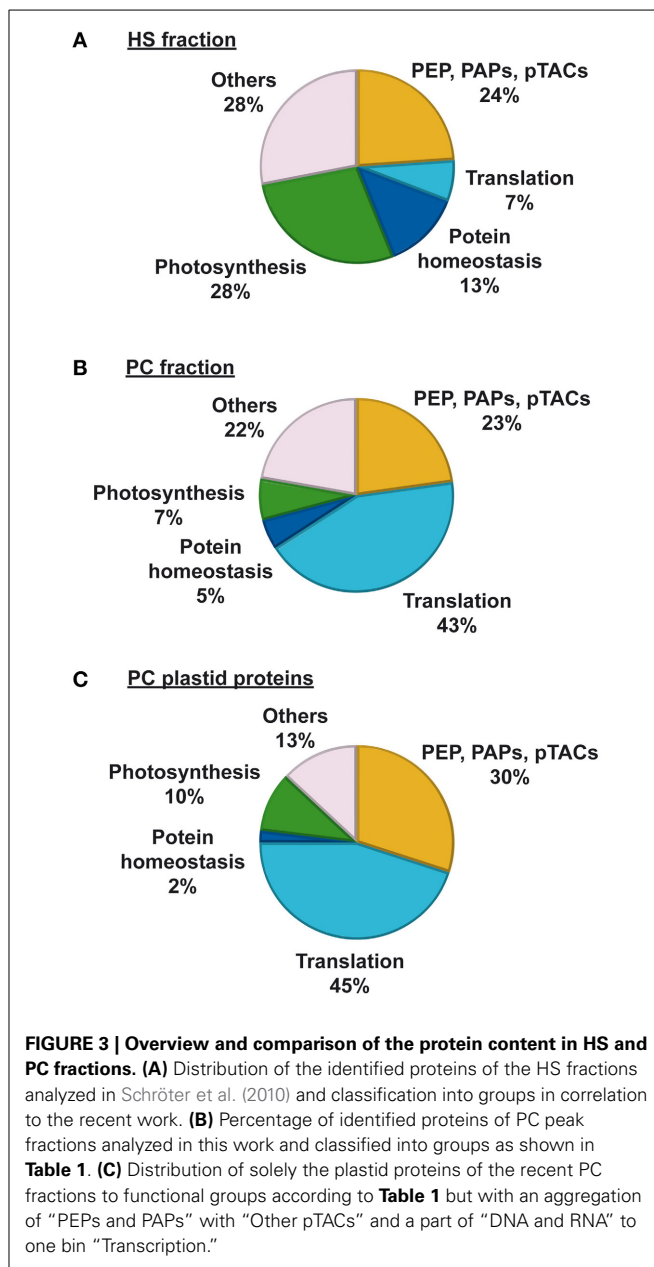 A HS fraction
Others
28%
PEP, PAPs, pTACs
24%
Translation
7%
Potein
homeostasis
13%
Photosynthesis
28%
B PC fraction
Others
22%
PEP, PAPs, pTACs
23%
Photosynthesis
7%
Potein
homeostasis
5%
Translation
43%
C PC plastid proteins
Others
13%
PEP, PAPs, pTACs
30%
Photosynthesis
10%
Potein
homeostasis
2%
Translation
45%
FIGURE 3 | Overview and comparison of the protein content in HS and
PC fractions. (A) Distribution of the identified proteins of the HS fractions
analyzed in Schröter et al. (2010) and classification into groups in correlation
to the recent work. (B) Percentage of identified proteins of PC peak
fractions analyzed in this work and classified into groups as shown in
Table 1. (C) Distribution of solely the plastid proteins of the recent PC
fractions to functional groups according to Table 1 but with an aggregation
of “PEPs and PAPs” with “Other pTACs” and a part of “DNA and RNA” to
one bin “Transcription.”